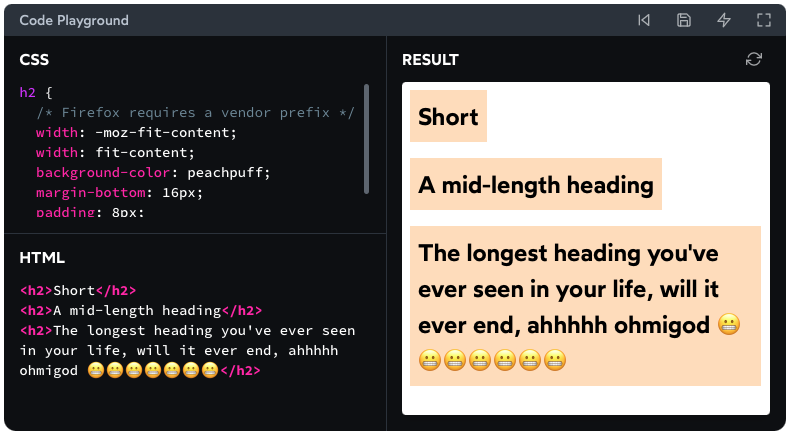 Code Playground
CSS
h2 {
/* Firefox requires a vendor prefix */
width: -moz-fit-content;
width: fit-content;
background-color: peachpuff;
margin-bottom: 16px;
padding: 8px;
HTML
<h2>Short</h2>
<h2>A mid-length heading</h2>
<h2>The longest heading you've ever seen
in your life, will it ever end, ahhhhh
ohmigod 😬😬😬😬😬😬😬</h2>
RESULT
Short
A mid-length heading
The longest heading you've
ever seen in your life, will it
ever end, ahhhhh ohmigod 😬
😬😬😬😬😬😬